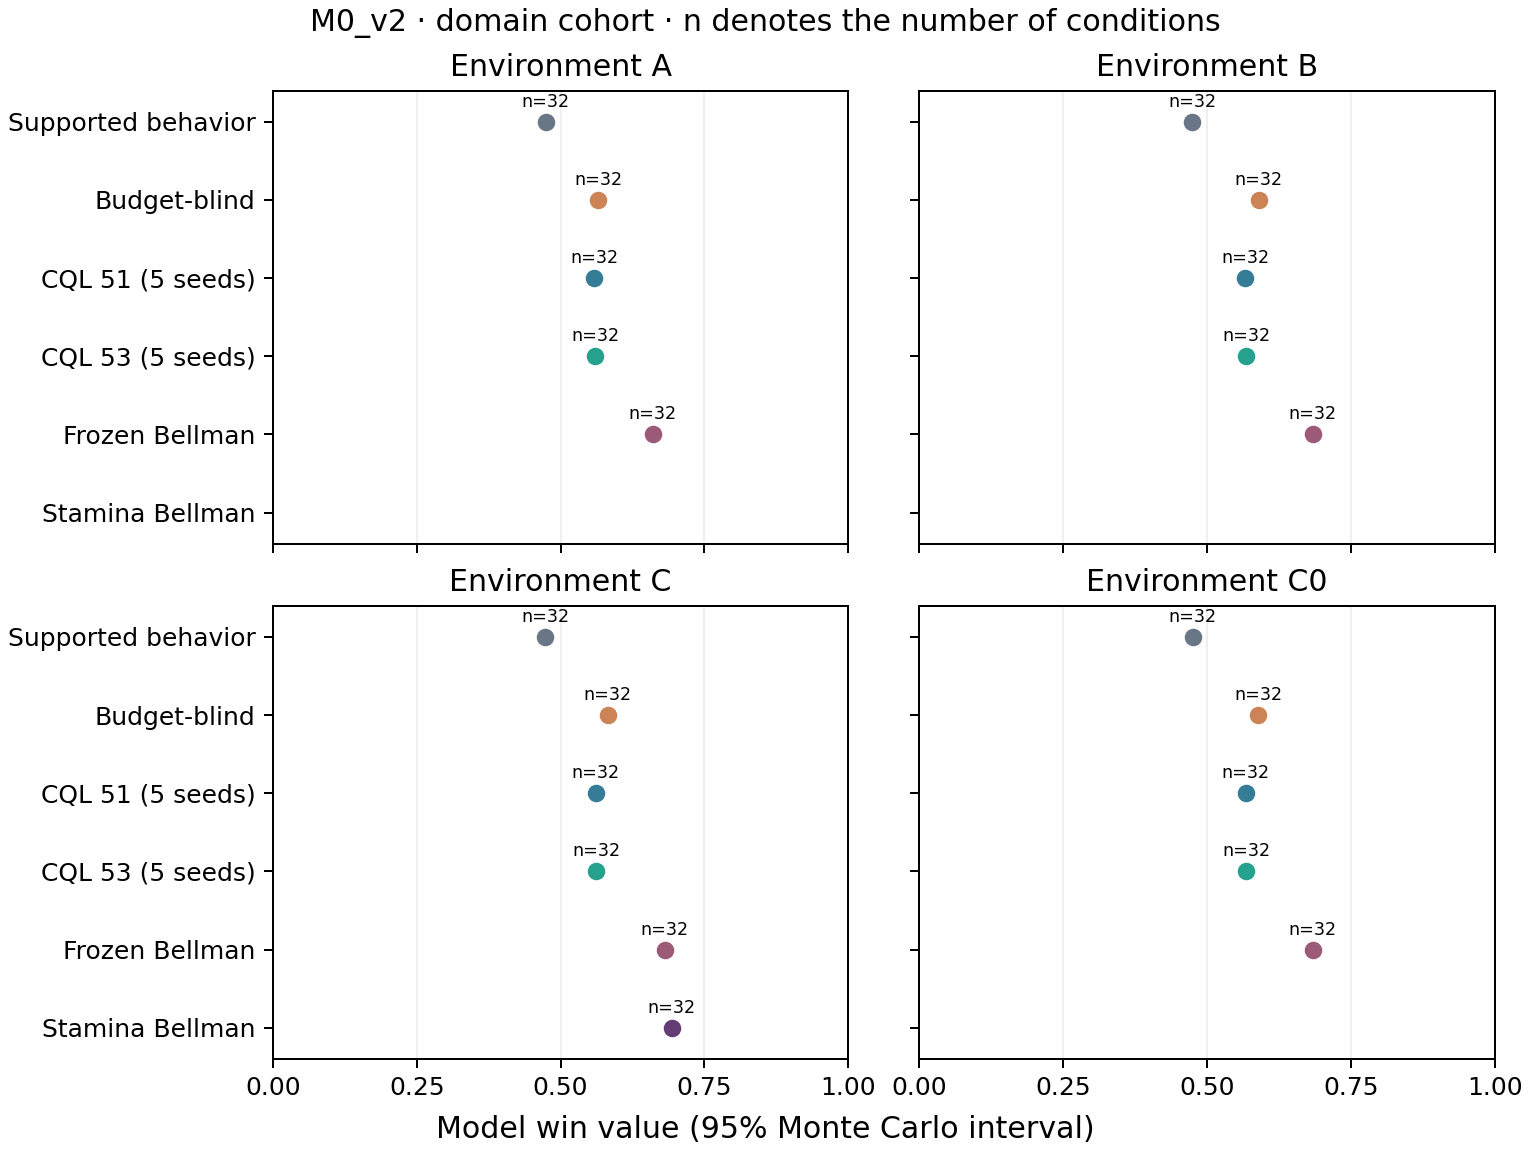 M0_v2 · domain cohort · n denotes the number of conditions
Environment A
Supported behavior
n=32
Budget-blind
n=32
CQL 51 (5 seeds)
n=32
CQL 53 (5 seeds)
n=32
Frozen Bellman
n=32
Stamina Bellman
Environment B
n=32
n=32
n=32
n=32
n=32
Environment C
Supported behavior
n=32
Budget-blind
n=32
CQL 51 (5 seeds)
n=32
CQL 53 (5 seeds)
n=32
Frozen Bellman
n=32
Stamina Bellman
n=32
0.00 0.25 0.50 0.75 1.00
Environment C0
n=32
n=32
n=32
n=32
n=32
0.00 0.25 0.50 0.75 1.00
Model win value (95% Monte Carlo interval)